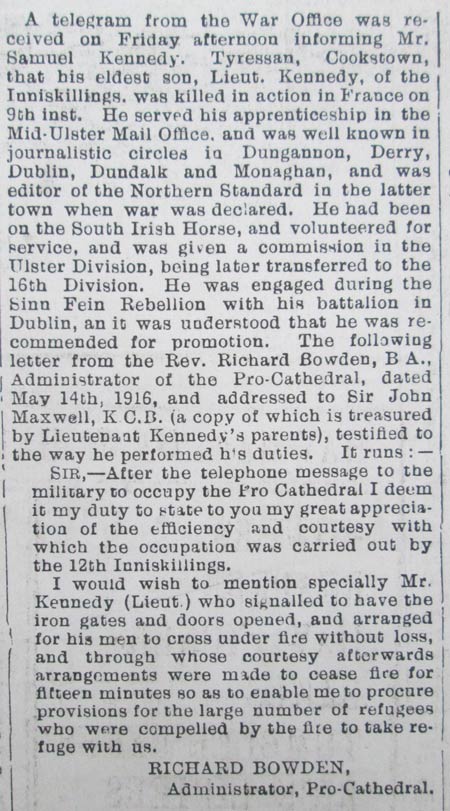 A telegram from the War Office was re-
ceived on Friday afternoon informing Mr.
Samuel Kennedy. Tyressan, Cookstown,
that his eldest son, Lieut. Kennedy, of the
Inniskillings. was killed in action in France on
9th inst. He served his apprenticeship in the
Mid-Ulster Mail Office. and was well known in
journalistic circles in Dungannon, Derry,
Dublin, Dundalk and Monaghan, and was
editor of the Northern Standard in the latter
town when war was declared. He had been
on the South Irish Horse, and volunteered for
service, and was given a commission in the
Ulster Division, being later transferred to the
16th Division. He was engaged during the
Sinn Fein Rebellion with his battalion in
Dublin, an it was understood that he was re-
commended for promotion. The following
letter from the Rev. Richard Bowden, B A.,
Administrator of the Pro-Cathedral, dated
May 14th, 1916, and addressed to Sir John
Maxwell, K C.B. (a copy of which is treasured
by Lieutenant Kennedy's parents), testified to
the way he performed h's duties. It runs :—
SIR,—After the telephone message to the
military to occupy the Pro Cathedral I deem
it my duty to state to you my great apprecia-
tion of the efficiency and courtesy with
which the occupation was carried out by
the 12th Inniskillings.
I would wish to mention specially Mr.
Kennedy (Lieut.) who signalled to have the
iron gates and doors opened, and arranged
for his men to cross under fire without loss,
and through whose courtesy afterwards
arrangements were made to cease fire for
fifteen minutes so as to enable me to procure
provisions for the large number of refugees
who were compelled by the fire to take re-
fuge with us.
RICHARD BOWDEN,
Administrator, Pro-Cathedral.